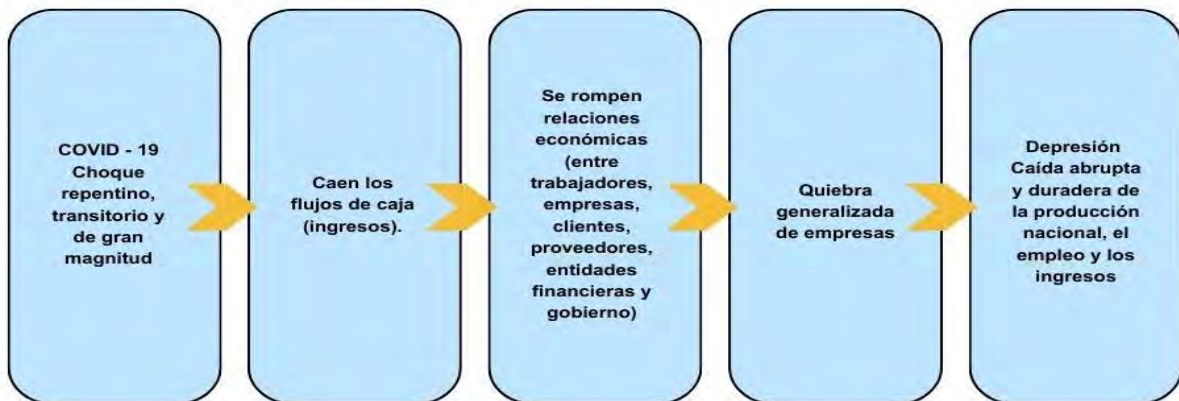 COVID - 19
Choque
repentino,
transitorio y
de gran
magnitud
Caen los
flujos de caja
(ingresos).
Se rompen
relaciones
económicas
(entre
trabajadores,
empresas,
clientes,
proveedores,
entidades
financieras y
gobierno)
Quiebra
generalizada
de empresas
Depresión
Caída abrupta
y duradera de
la producción
nacional, el
empleo y los
ingresos